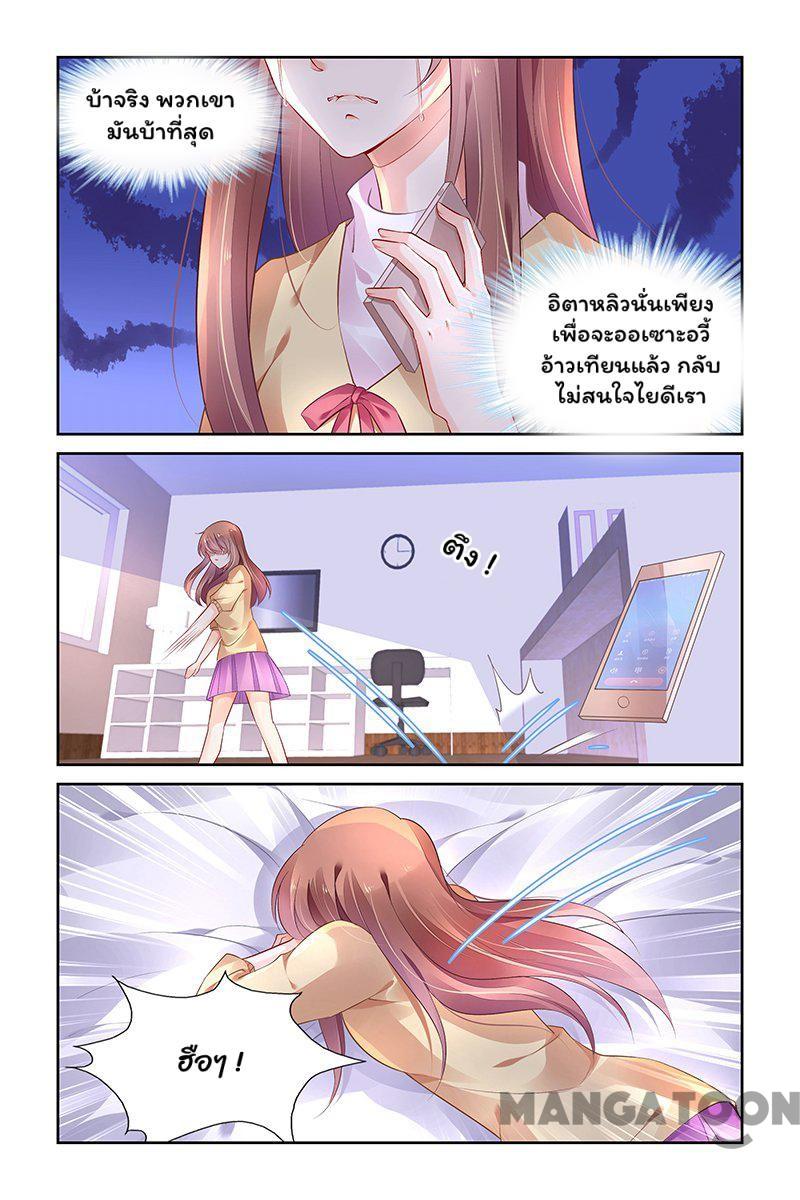 บ้าจริง พวกเขา
มันบ้าที่สุด
อิตาหลิวนั่นเพียง
เพื่อจะออเซาะอวี้
อ้าวเทียนแล้ว กลับ
ไม่สนใจไยดีเรา
ตึง !
ฮือๆ !
MANGATOON